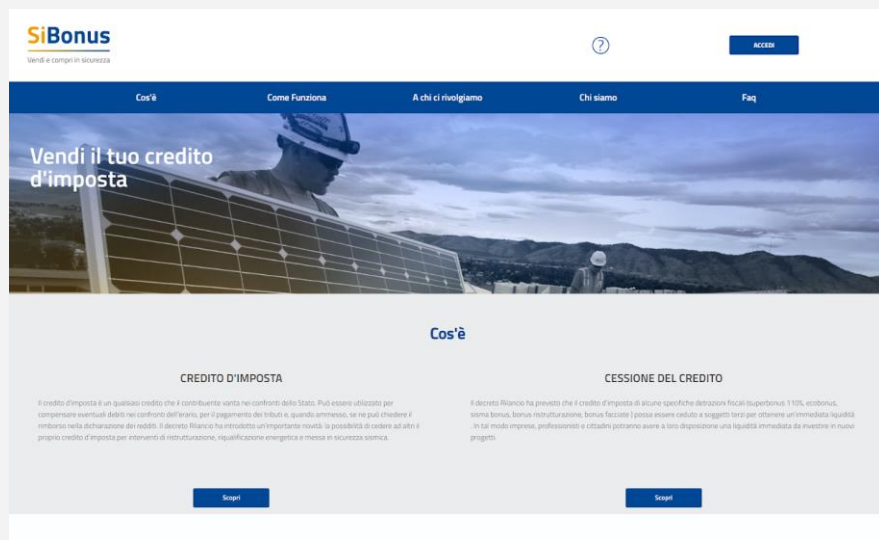 SiBonus
Vendi e compri in sicurezza
?
ACCEDI
Cos'è
Come Funziona
A chi ci rivolgiamo
Chi siamo
Faq
Vendi il tuo credito
d'imposta
Cos'è
CREDITO D'IMPOSTA
Il credito d'imposta è un qualsiasi credito che il contribuente vanta nei confronti dello Stato. Può essere utilizzato per
compensare eventuali debiti nei confronti dell'erario, per il pagamento dei tributi e, quando ammesso, se ne può chiedere il
rimborso nella dichiarazione dei redditi. Il decreto Rilancio ha introdotto un'importante novità: la possibilità di cedere ad altri il
proprio credito d'imposta per interventi di ristrutturazione, riqualificazione energetica e messa in sicurezza sismica.
Scopri
CESSIONE DEL CREDITO
Il decreto Rilancio ha previsto che il credito d'imposta di alcune specifiche detrazioni fiscali (superbonus 110%, ecobonus,
sisma bonus, bonus ristrutturazione, bonus facciate ) possa essere ceduto a soggetti terzi per ottenere un'immediata liquidità
. In tal modo imprese, professionisti e cittadini potranno avere a loro disposizione una liquidità immediata da investire in nuovi
progetti.
Scopri